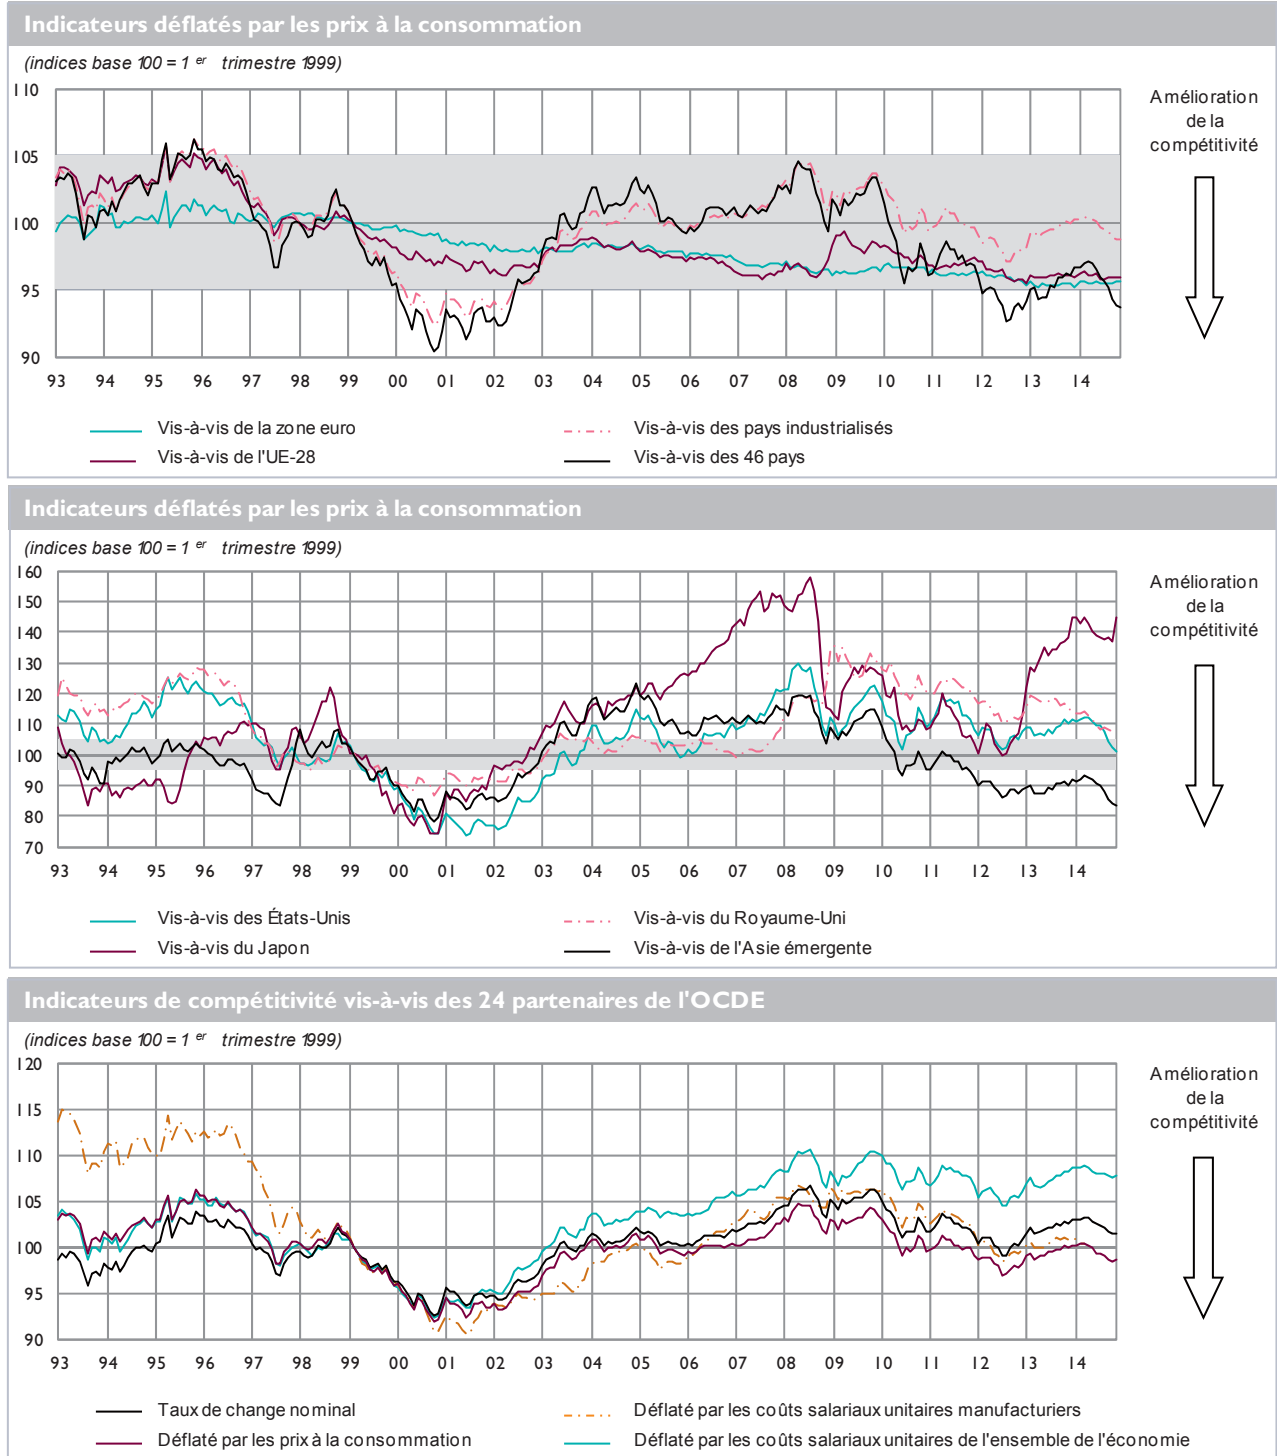 Indicateurs déflatés par les prix à la consommation
(indices base 100 = 1 er trimestre 1999)
110
105
100
95
90
93 94 95 96 97 98 99 00 01 02 03 04 05 06 07 08 09 10 11 12 13 14
Amélioration
de la
compétitivité
Vis-à-vis de la zone euro
Vis-à-vis des pays industrialisés
Vis-à-vis de l'UE-28
Vis-à-vis des 46 pays
Indicateurs déflatés par les prix à la consommation
(indices base 100 = 1 er trimestre 1999)
160
150
140
130
120
110
100
90
80
70
93 94 95 96 97 98 99 00 01 02 03 04 05 06 07 08 09 10 11 12 13 14
Amélioration
de la
compétitivité
Vis-à-vis des États-Unis
Vis-à-vis du Royaume-Uni
Vis-à-vis du Japon
Vis-à-vis de l'Asie émergente
Indicateurs de compétitivité vis-à-vis des 24 partenaires de l'OCDE
(indices base 100 = 1 er trimestre 1999)
120
115
110
105
100
95
90
93 94 95 96 97 98 99 00 01 02 03 04 05 06 07 08 09 10 11 12 13 14
Amélioration
de la
compétitivité
Taux de change nominal
Déflaté par les coûts salariaux unitaires manufacturiers
Déflaté par les prix à la consommation
Déflaté par les coûts salariaux unitaires de l'ensemble de l'économie